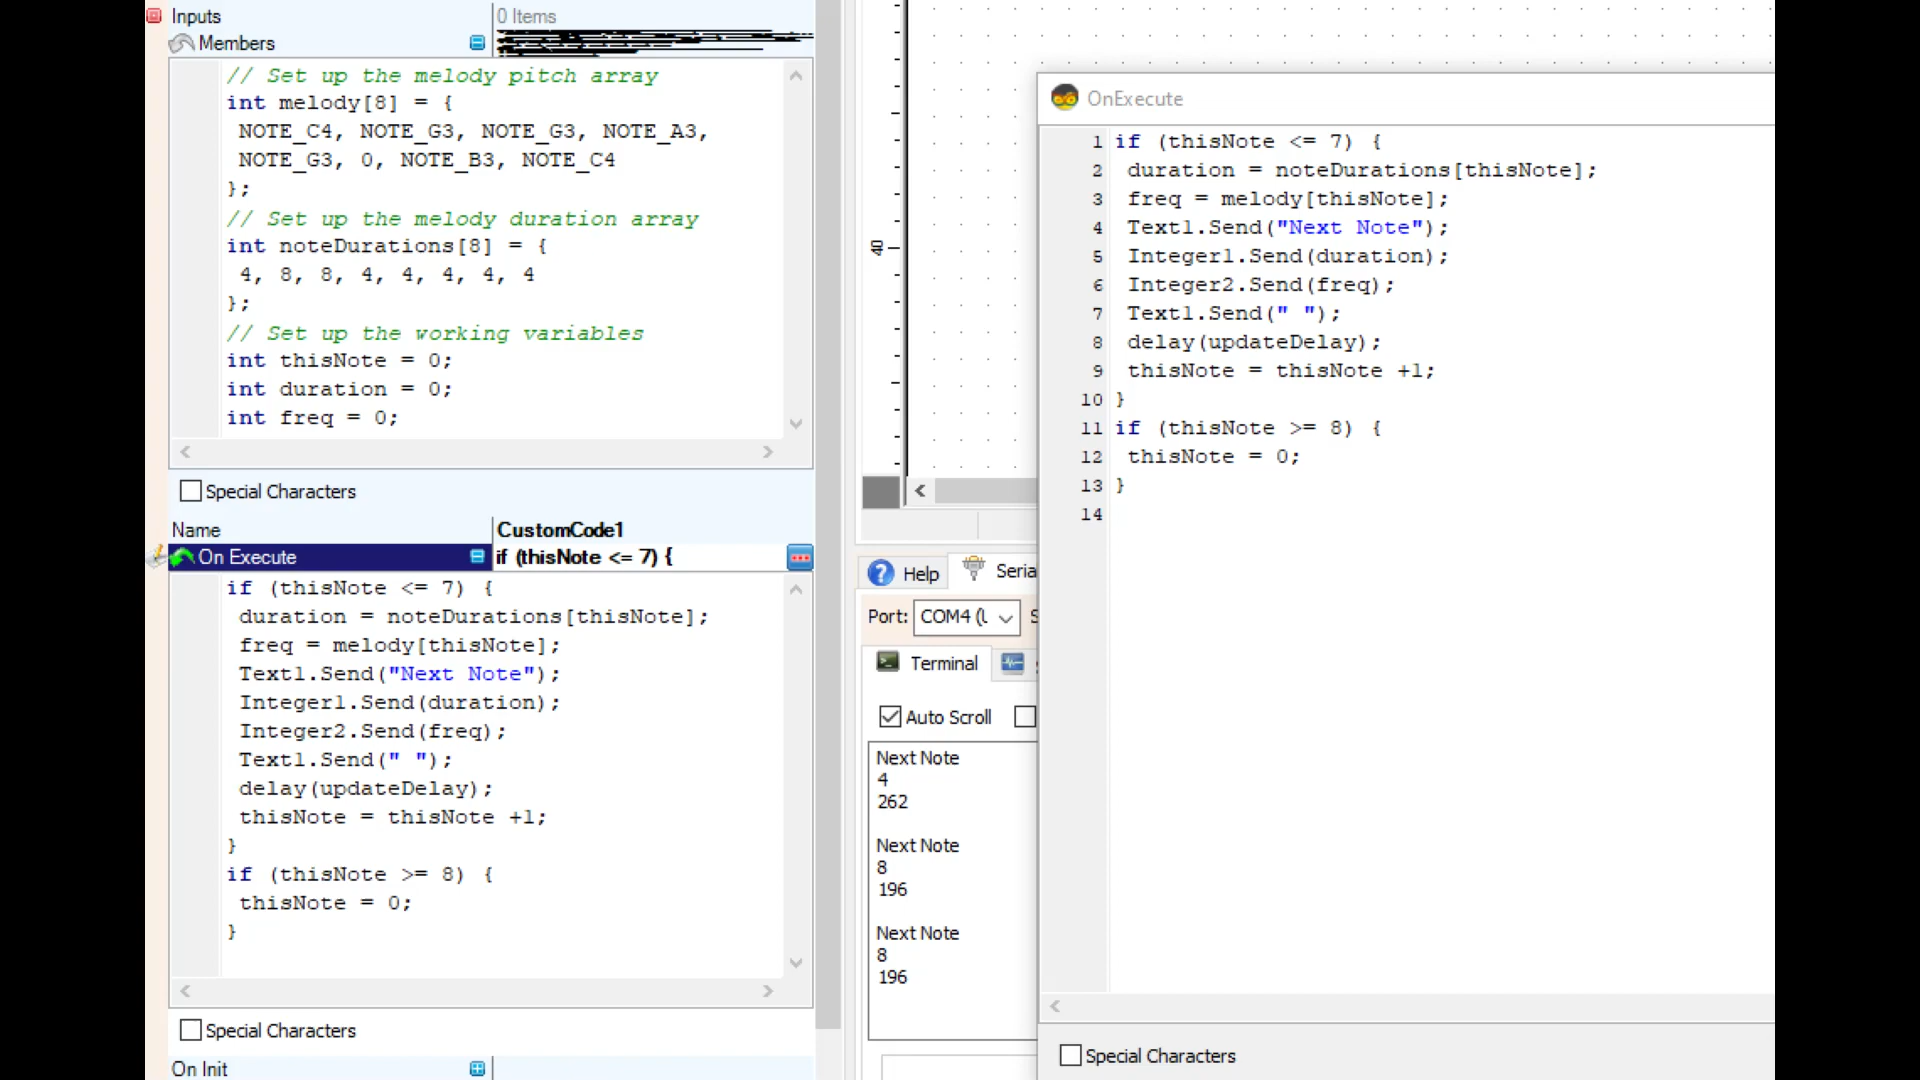 Inputs
0 Items
Members
// Set up the melody pitch array
int melody[8] = {
NOTE_C4, NOTE_G3, NOTE_G3, NOTE_A3,
NOTE_G3, 0, NOTE_B3, NOTE_C4
};
// Set up the melody duration array
int noteDurations[8] = {
4, 8, 8, 4, 4, 4, 4, 4
};
// Set up the working variables
int thisNote = 0;
int duration = 0;
int freq = 0;
Special Characters
Name
CustomCode1
On Execute
if (thisNote <= 7) {
if (thisNote <= 7) {
duration = noteDurations[thisNote];
freq = melody[thisNote];
Text1.Send("Next Note");
Integer1.Send(duration);
Integer2.Send(freq);
Text1.Send(" ");
delay(updateDelay);
thisNote = thisNote +1;
}
if (thisNote >= 8) {
thisNote = 0;
}
Special Characters
On Init
40
Help
Seria
Port:
COM4 (L
S
Terminal
Auto Scroll
Next Note
4
262
Next Note
8
196
Next Note
8
196
OnExecute
1 if (thisNote <= 7) {
2 duration = noteDurations[thisNote];
3 freq = melody[thisNote];
4 Text1.Send("Next Note");
5 Integer1.Send(duration);
6 Integer2.Send(freq);
7 Text1.Send(" ");
8 delay(updateDelay);
9 thisNote = thisNote +1;
10 }
11 if (thisNote >= 8) {
12 thisNote = 0;
13 }
14
Special Characters